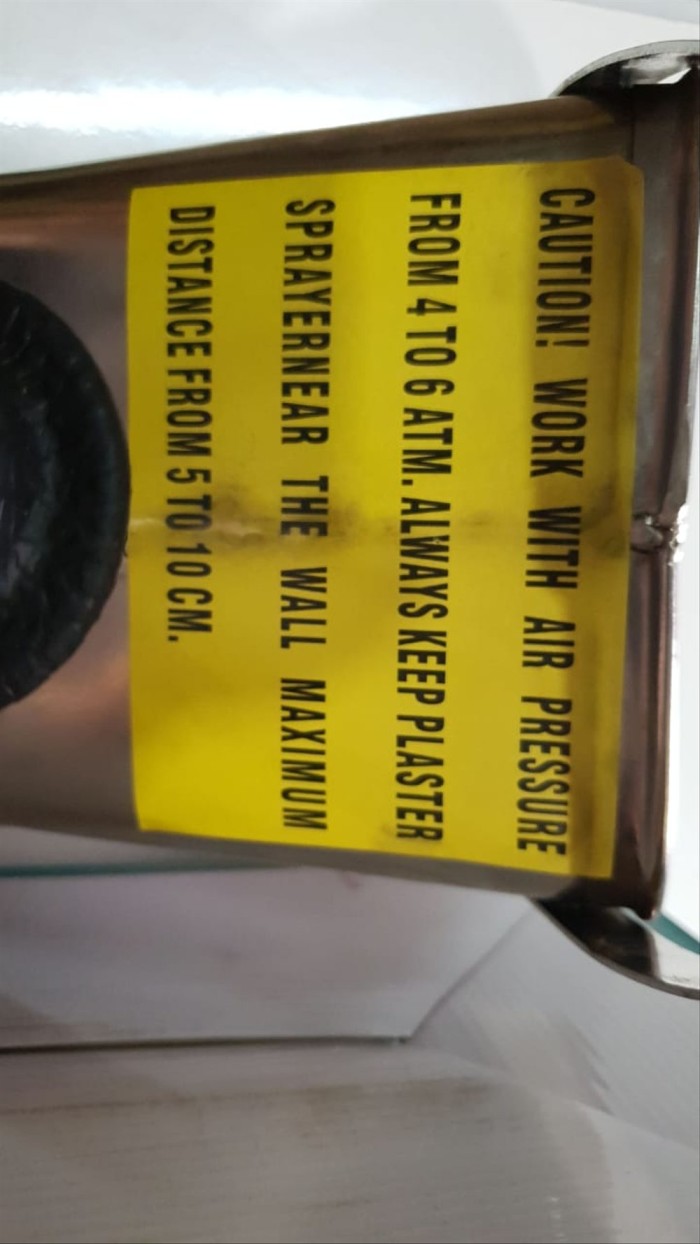 CAUTION! WORK WITH AIR PRESSURE
FROM 4 TO 6 ATM. ALWAYS KEEP PLASTER
SPRAYERNEAR THE WALL MAXIMUM
DISTANCE FROM 5 TO 10 CM.